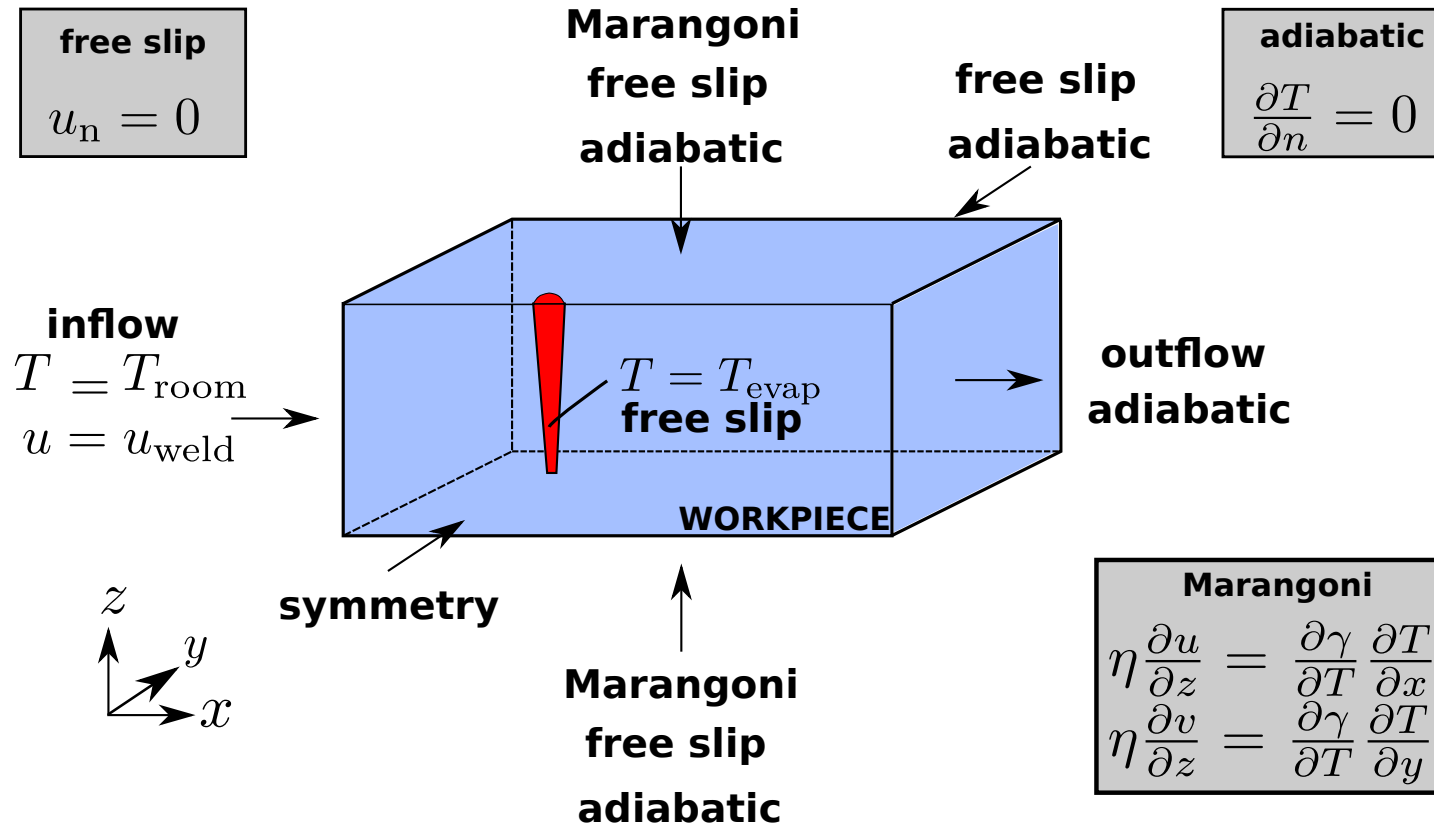 free slip
uₙ = 0
Marangoni
free slip
adiabatic
free slip
adiabatic
adiabatic
∂T/∂n = 0
inflow
T = T_room
u = u_weld
T = T_evap
free slip
outflow
adiabatic
WORKPIECE
symmetry
z
y
x
Marangoni
free slip
adiabatic
Marangoni
η ∂u/∂z = ∂γ/∂T ∂T/∂x
η ∂v/∂z = ∂γ/∂T ∂T/∂y